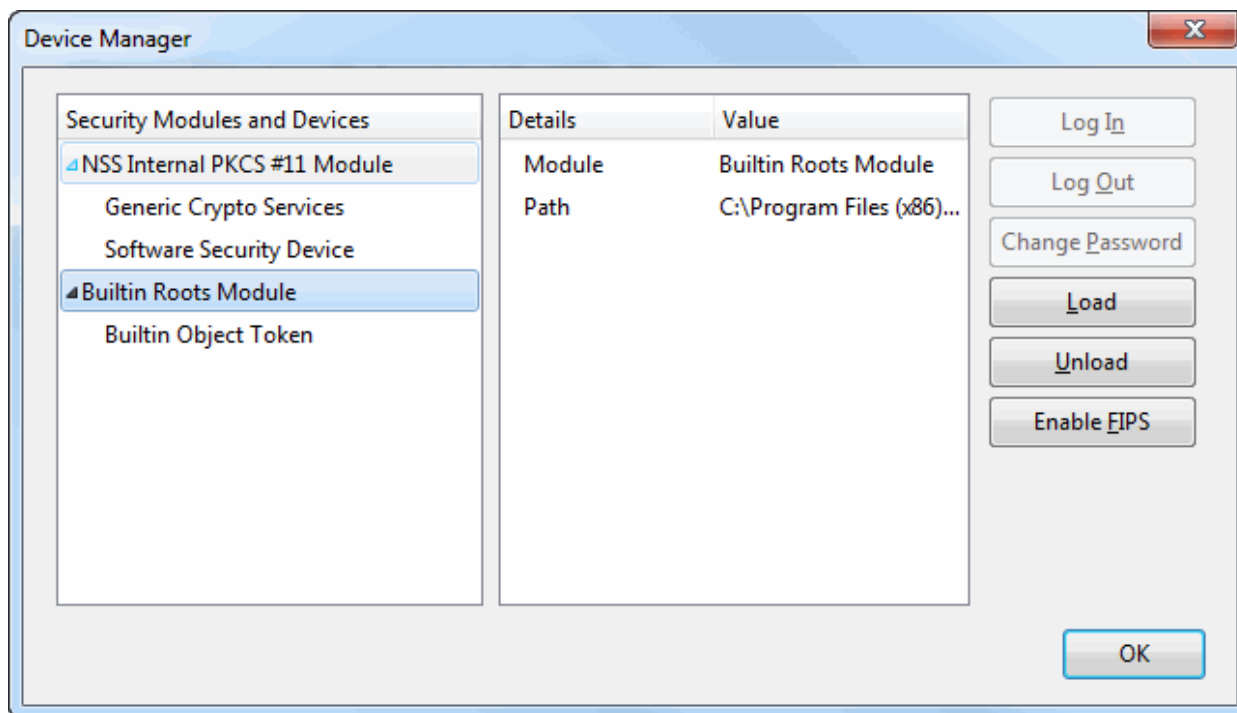 Device Manager
Security Modules and Devices
NSS Internal PKCS #11 Module
Generic Crypto Services
Software Security Device
Builtin Roots Module
Builtin Object Token
Details Value
Module Builtin Roots Module
Path C:\Program Files (x86)...
Log In
Log Out
Change Password
Load
Unload
Enable FIPS
OK